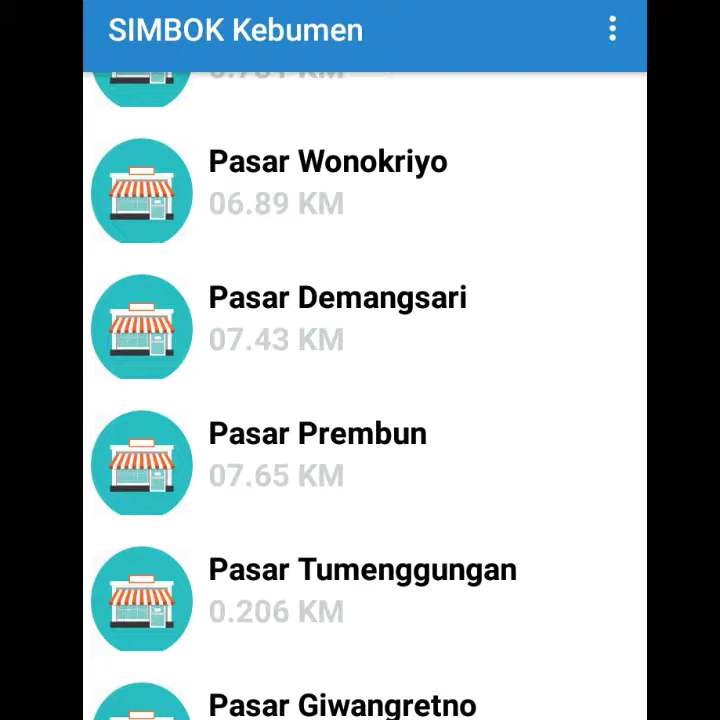 SIMBOK Kebumen
Pasar Wonokriyo
06.89 KM
Pasar Demangsari
07.43 KM
Pasar Prembun
07.65 KM
Pasar Tumenggungan
0.206 KM
Pasar Giwangretno